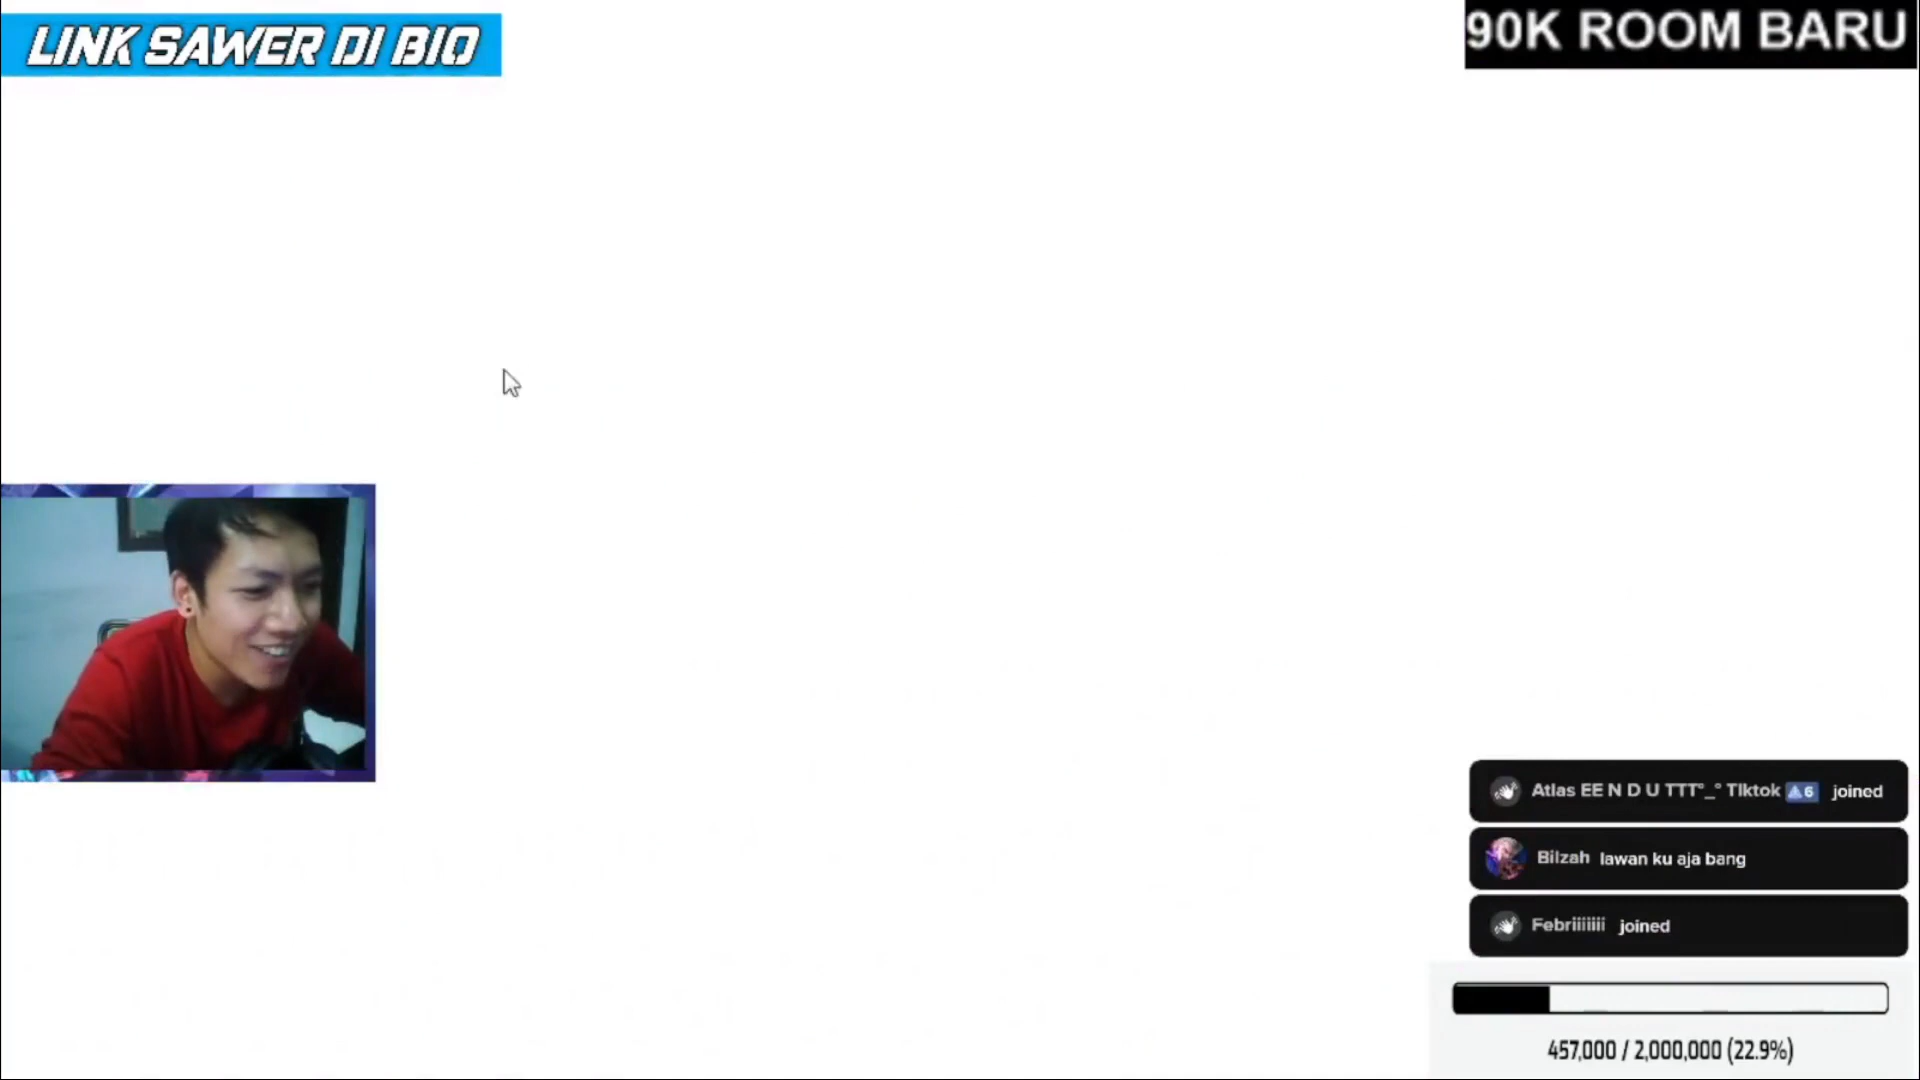 LINK SAWER DI BIO
90K ROOM BARU
Atlas EE N D U TTT°_° TIktok 6 joined
Bilzah lawan ku aja bang
Febriiiiiii joined
457,000 / 2,000,000 (22.9%)